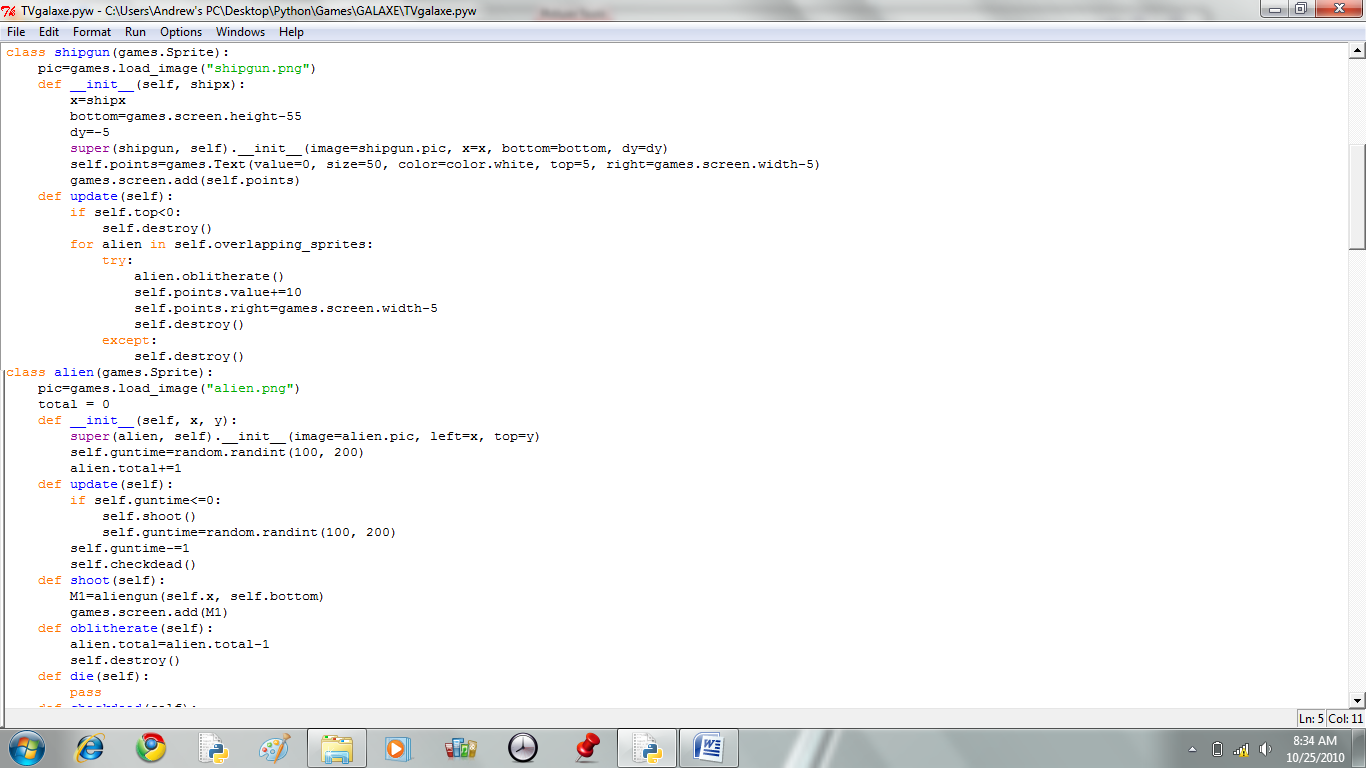 TVgalaxe.pyw - C:\Users\Andrew's PC\Desktop\Python\Games\GALAXE\TVgalaxe.pyw
File Edit Format Run Options Windows Help
class shipgun(games.Sprite):
    pic=games.load_image("shipgun.png")
    def __init__(self, shipx):
        x=shipx
        bottom=games.screen.height-55
        dy=-5
        super(shipgun, self).__init__(image=shipgun.pic, x=x, bottom=bottom, dy=dy)
        self.points=games.Text(value=0, size=50, color=color.white, top=5, right=games.screen.width-5)
        games.screen.add(self.points)
    def update(self):
        if self.top<0:
            self.destroy()
        for alien in self.overlapping_sprites:
            try:
                alien.oblitherate()
                self.points.value+=10
                self.points.right=games.screen.width-5
                self.destroy()
            except:
                self.destroy()
class alien(games.Sprite):
    pic=games.load_image("alien.png")
    total = 0
    def __init__(self, x, y):
        super(alien, self).__init__(image=alien.pic, left=x, top=y)
        self.guntime=random.randint(100, 200)
        alien.total+=1
    def update(self):
        if self.guntime<=0:
            self.shoot()
            self.guntime=random.randint(100, 200)
        self.guntime-=1
        self.checkdead()
    def shoot(self):
        M1=aliengun(self.x, self.bottom)
        games.screen.add(M1)
    def oblitherate(self):
        alien.total=alien.total-1
        self.destroy()
    def die(self):
        pass
    def checkdead(self):
Ln: 5 Col: 11
8:34 AM
10/25/2010